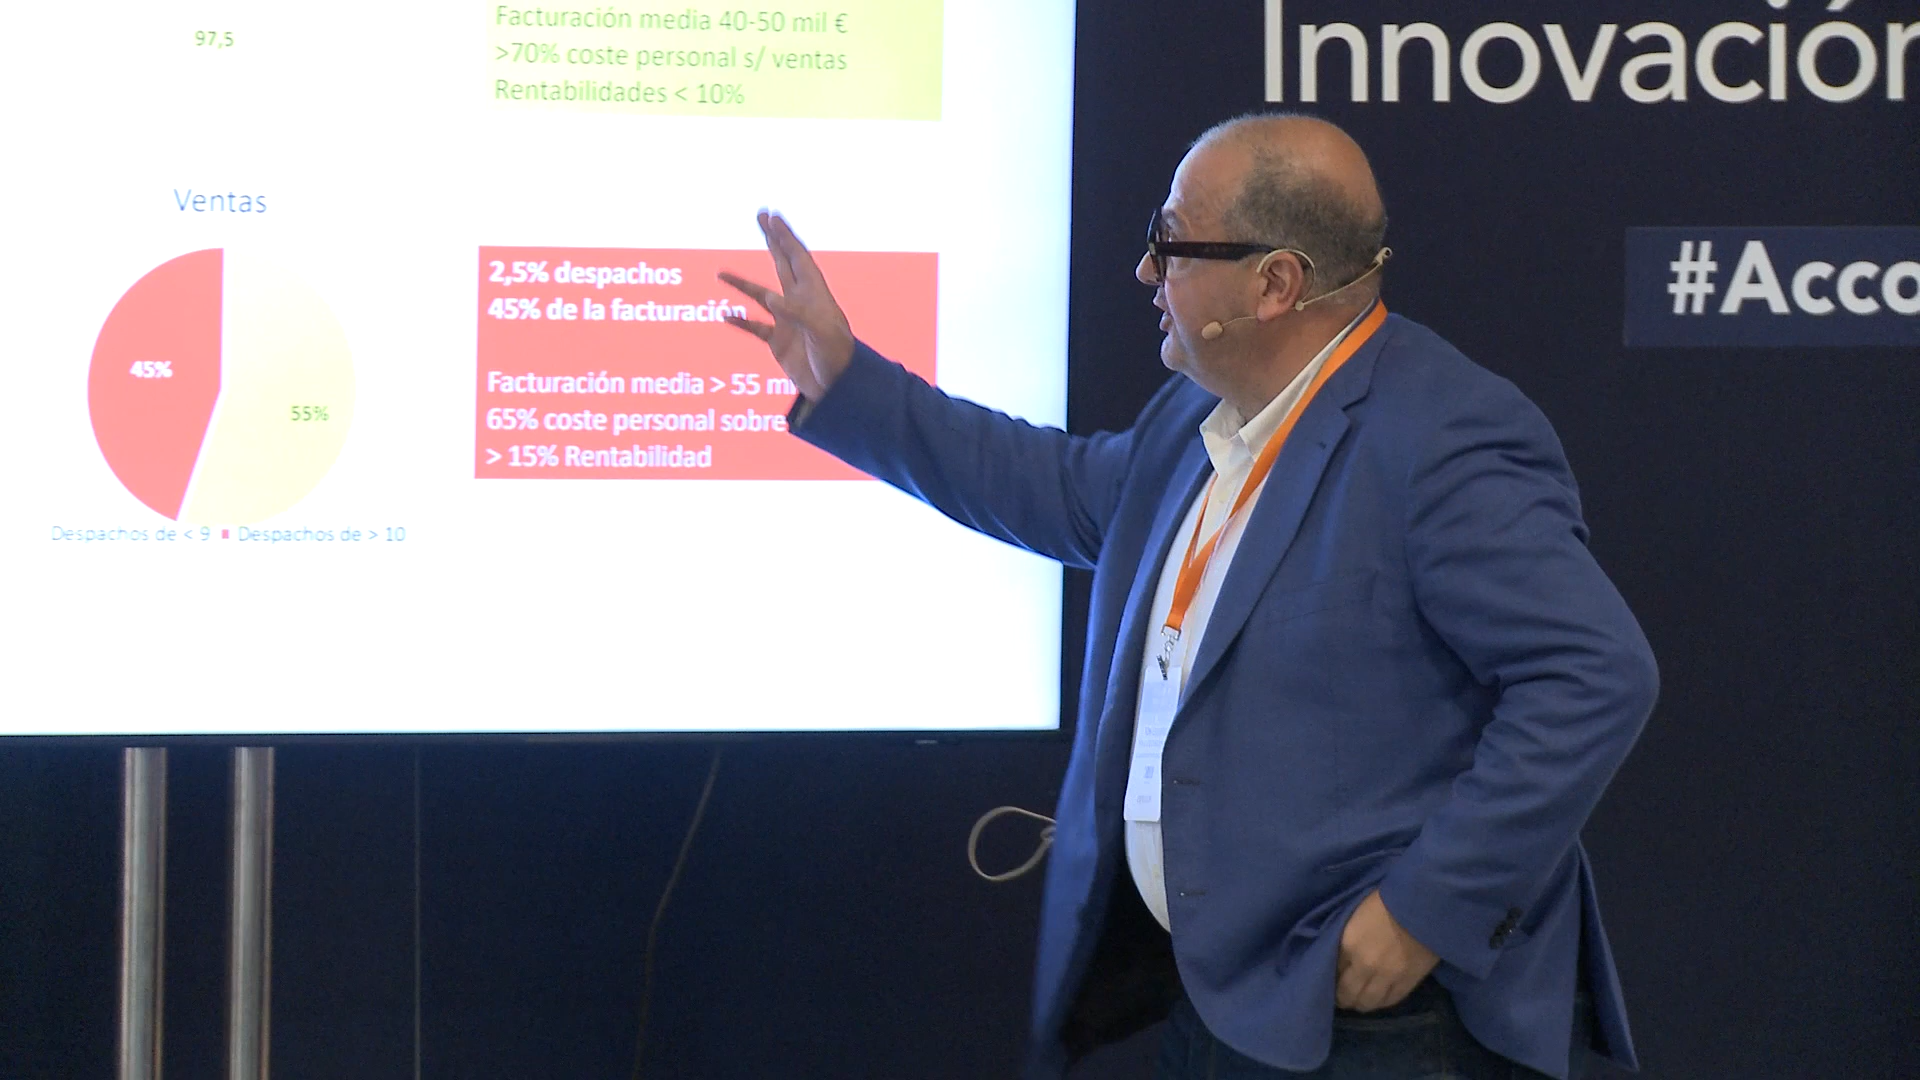 97,5
Facturación media 40-50 mil €
>70% coste personal s/ ventas
Rentabilidades < 10%
Ventas
45%
55%
Despachos de < 9 Despachos de > 10
2,5% despachos
45% de la facturación
Facturación media > 55
65% coste personal sobre
> 15% Rentabilidad
Innovación
#Acco